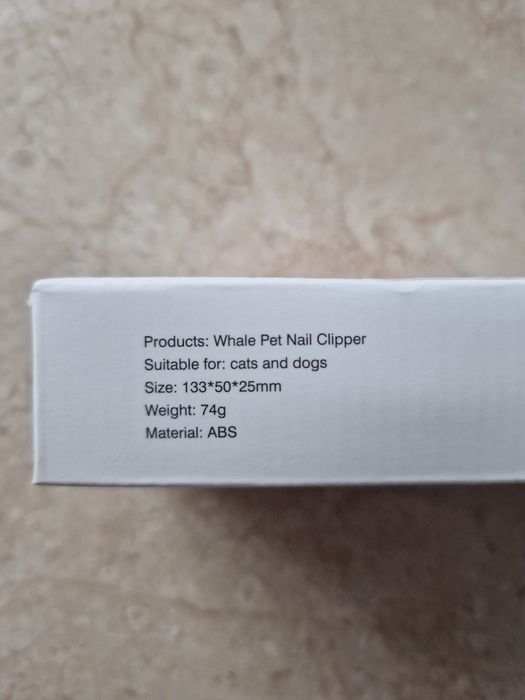 Products: Whale Pet Nail Clipper
Suitable for: cats and dogs
Size: 133*50*25mm
Weight: 74g
Material: ABS